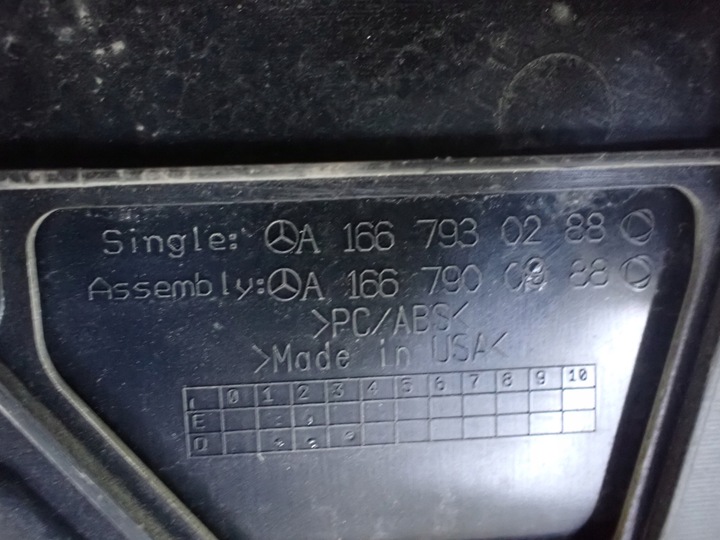 Single: A 166 793 02 88
Assembly: A 166 790 88
>PC/ABS<
>Made in USA<
0 1 2 3 4 5 6 7 8 9 10
E
D